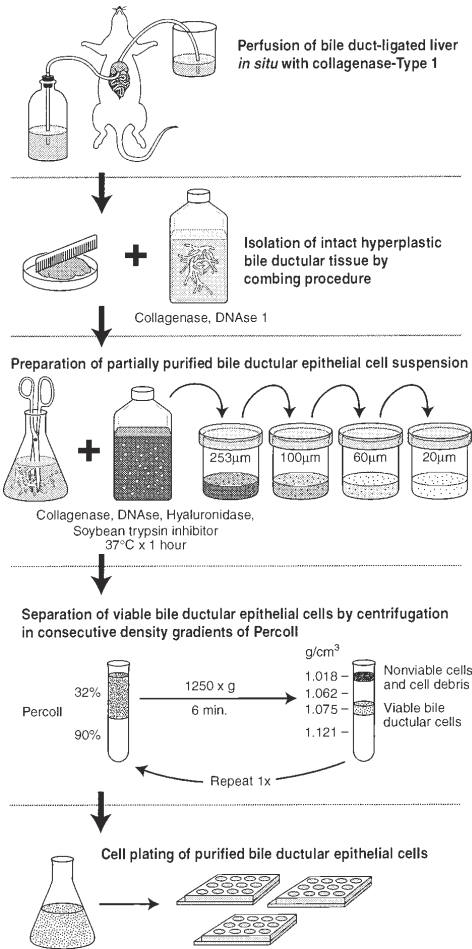 Perfusion of bile duct-ligated liver
in situ with collagenase-Type 1
Isolation of intact hyperplastic
bile ductular tissue by
combing procedure
Collagenase, DNAse 1
Preparation of partially purified bile ductular epithelial cell suspension
253µm
100µm
60µm
20µm
Collagenase, DNAse, Hyaluronidase,
Soybean trypsin inhibitor
37°C x 1 hour
Separation of viable bile ductular epithelial cells by centrifugation
in consecutive density gradients of Percoll
g/cm³
Percoll
32%
90%
1250 x g
6 min.
1.018
1.062
1.075
1.121
Nonviable cells
and cell debris
Viable bile
ductular cells
Repeat 1x
Cell plating of purified bile ductular epithelial cells